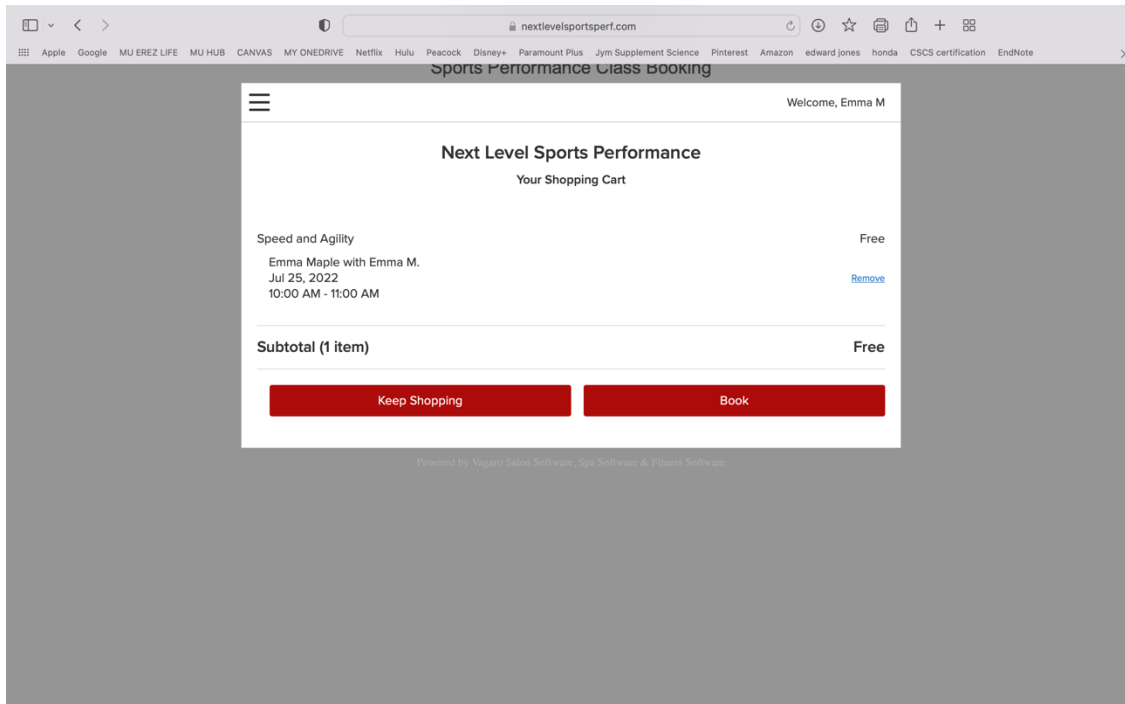 nextlevelsportsperf.com
Apple Google MU EREZ LIFE MU HUB CANVAS MY ONEDRIVE Netflix Hulu Peacock Disney+ Paramount Plus Jym Supplement Science Pinterest Amazon edward jones honda CSCS certification EndNote
Sports Performance Class Booking
Welcome, Emma M
Next Level Sports Performance
Your Shopping Cart
Speed and Agility Free
Emma Maple with Emma M.
Jul 25, 2022
Remove
10:00 AM - 11:00 AM
Subtotal (1 item) Free
Keep Shopping Book
Powered by Vagaro Salon Software, Spa Software & Fitness Software